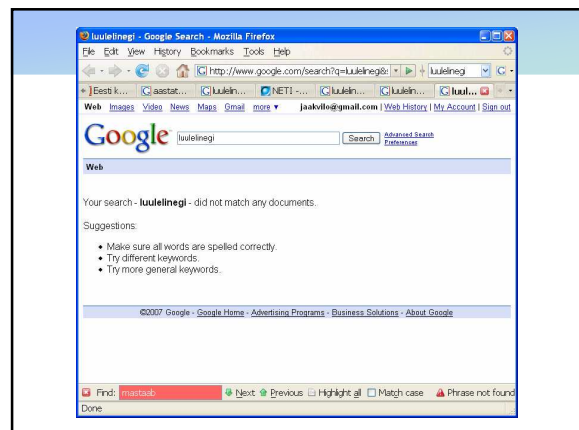 luulelinegi - Google Search - Mozilla Firefox
File Edit View History Bookmarks Tools Help
http://www.google.com/search?q=luulelinegi&: luulelinegi
Eesti k... aastat... luulelin... NETI -... luulelin... luulelin... luul...
Web Images Video News Maps Gmail more ▼ jaakvilo@gmail.com | Web History | My Account | Sign out
Google luulelinegi Search Advanced Search
Preferences
Web
Your search - luulelinegi - did not match any documents.
Suggestions:
• Make sure all words are spelled correctly.
• Try different keywords.
• Try more general keywords.
©2007 Google - Google Home - Advertising Programs - Business Solutions - About Google
Find: mastaab Next Previous Highlight all Match case Phrase not found
Done